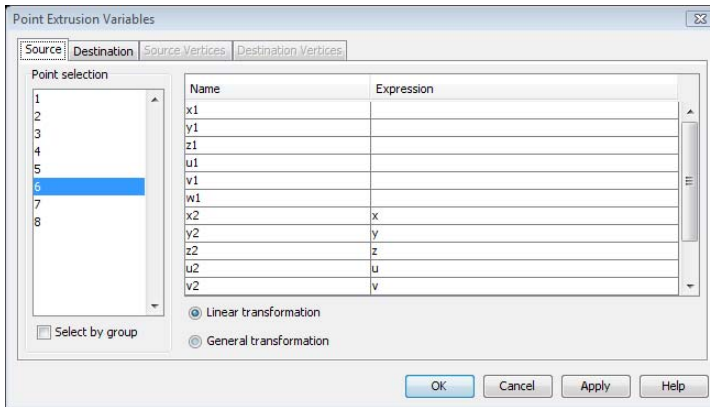 Point Extrusion Variables
Source Destination Source Vertices Destination Vertices
Point selection
1
2
3
4
5
6
7
8
Select by group
Name Expression
x1
y1
z1
u1
v1
w1
x2 x
y2 y
z2 z
u2 u
v2 v
Linear transformation
General transformation
OK Cancel Apply Help